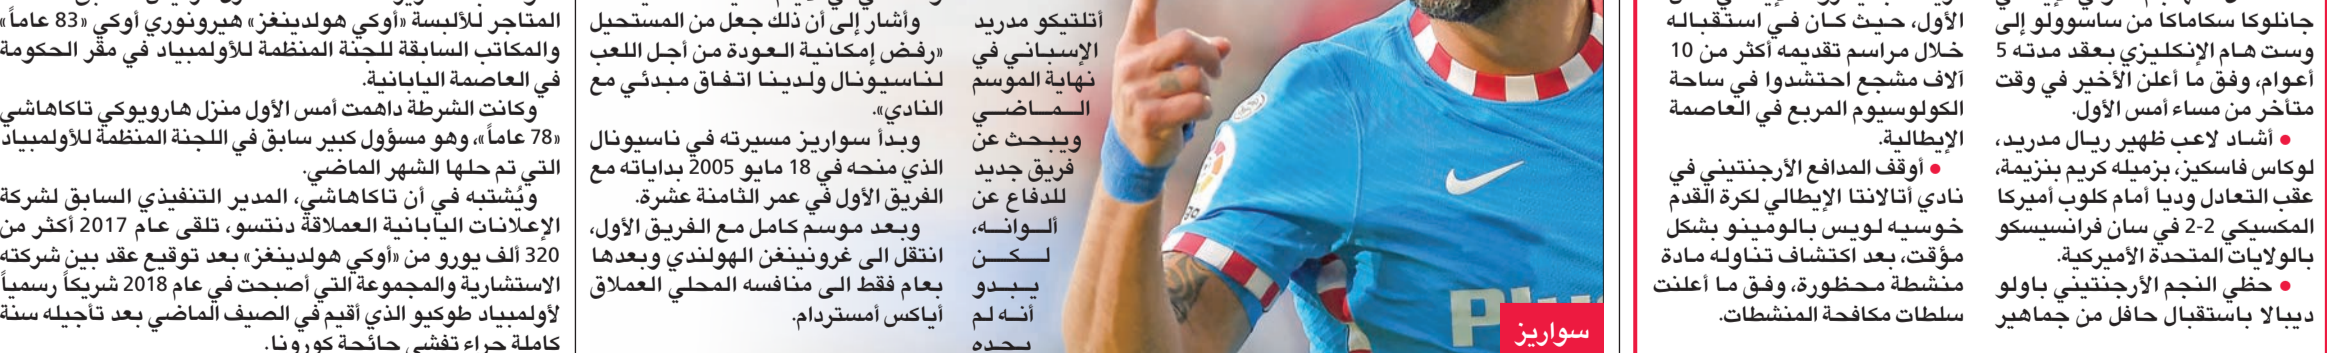 جانلوكا سكاماكا من ساسوولو إلى
وست هام الإنكليزي بعقد مدته 5
أعوام، وفق ما أعلن الأخير في وقت
متأخر من مساء أمس الأول.
● أشاد لاعب ظهير ريال مدريد،
لوكاس فاسكيز، بزميله كريم بنزيمة،
عقب التعادل وديا أمام كلوب أميركا
المكسيكي 2-2 في سان فرانسيسكو
بالولايات المتحدة الأميركية.
● حظي النجم الأرجنتيني باولو
ديبالا باستقبال حافل من جماهير
الأول، حيث كان في استقباله
خلال مراسم تقديمه أكثر من 10
آلاف مشجع احتشدوا في ساحة
الكولوسيوم المربع في العاصمة
الإيطالية.
● أوقف المدافع الأرجنتيني في
نادي أتالانتا الإيطالي لكرة القدم
خوسيه لويس بالومينو بشكل
مؤقت، بعد اكتشاف تناوله مادة
منشطة محظورة، وفق ما أعلنت
سلطات مكافحة المنشطات.
سواريز
أتلتيكو مدريد
الإسباني في
نهاية الموسم
الـمـاضـي
ويبحث عن
فريق جديد
للدفاع عن
ألـوانـه،
لـكـن
يـبـدو
أنـه لم
يـجـده
وأشار إلى أن ذلك جعل من المستحيل
«رفض إمكانية العودة من أجل اللعب
لناسيونال ولدينا اتفاق مبدئي مع
النادي».
وبدأ سواريز مسيرته في ناسيونال
الذي منحه في 18 مايو 2005 بداياته مع
الفريق الأول في عمر الثامنة عشرة.
وبعد موسم كامل مع الفريق الأول،
انتقل الى غرونينغن الهولندي وبعدها
بعام فقط الى منافسه المحلي العملاق
أياكس أمستردام.
المتاجر للألبسة «أوكي هولدينغز» هيرونوري أوكي «83 عاماً»
والمكاتب السابقة للجنة المنظمة للأولمبياد في مقر الحكومة
في العاصمة اليابانية.
وكانت الشرطة داهمت أمس الأول منزل هارويوكي تاكاهاشي
«78 عاماً»، وهو مسؤول كبير سابق في اللجنة المنظمة للأولمبياد
التي تم حلها الشهر الماضي.
ويُشتبه في أن تاكاهاشي، المدير التنفيذي السابق لشركة
الإعلانات اليابانية العملاقة دنتسو، تلقى عام 2017 أكثر من
320 ألف يورو من «أوكي هولدينغز» بعد توقيع عقد بين شركته
الاستشارية والمجموعة التي أصبحت في عام 2018 شريكاً رسمياً
لأولمبياد طوكيو الذي أقيم في الصيف الماضي بعد تأجيله سنة
كاملة جراء تفشي جائحة كورونا.